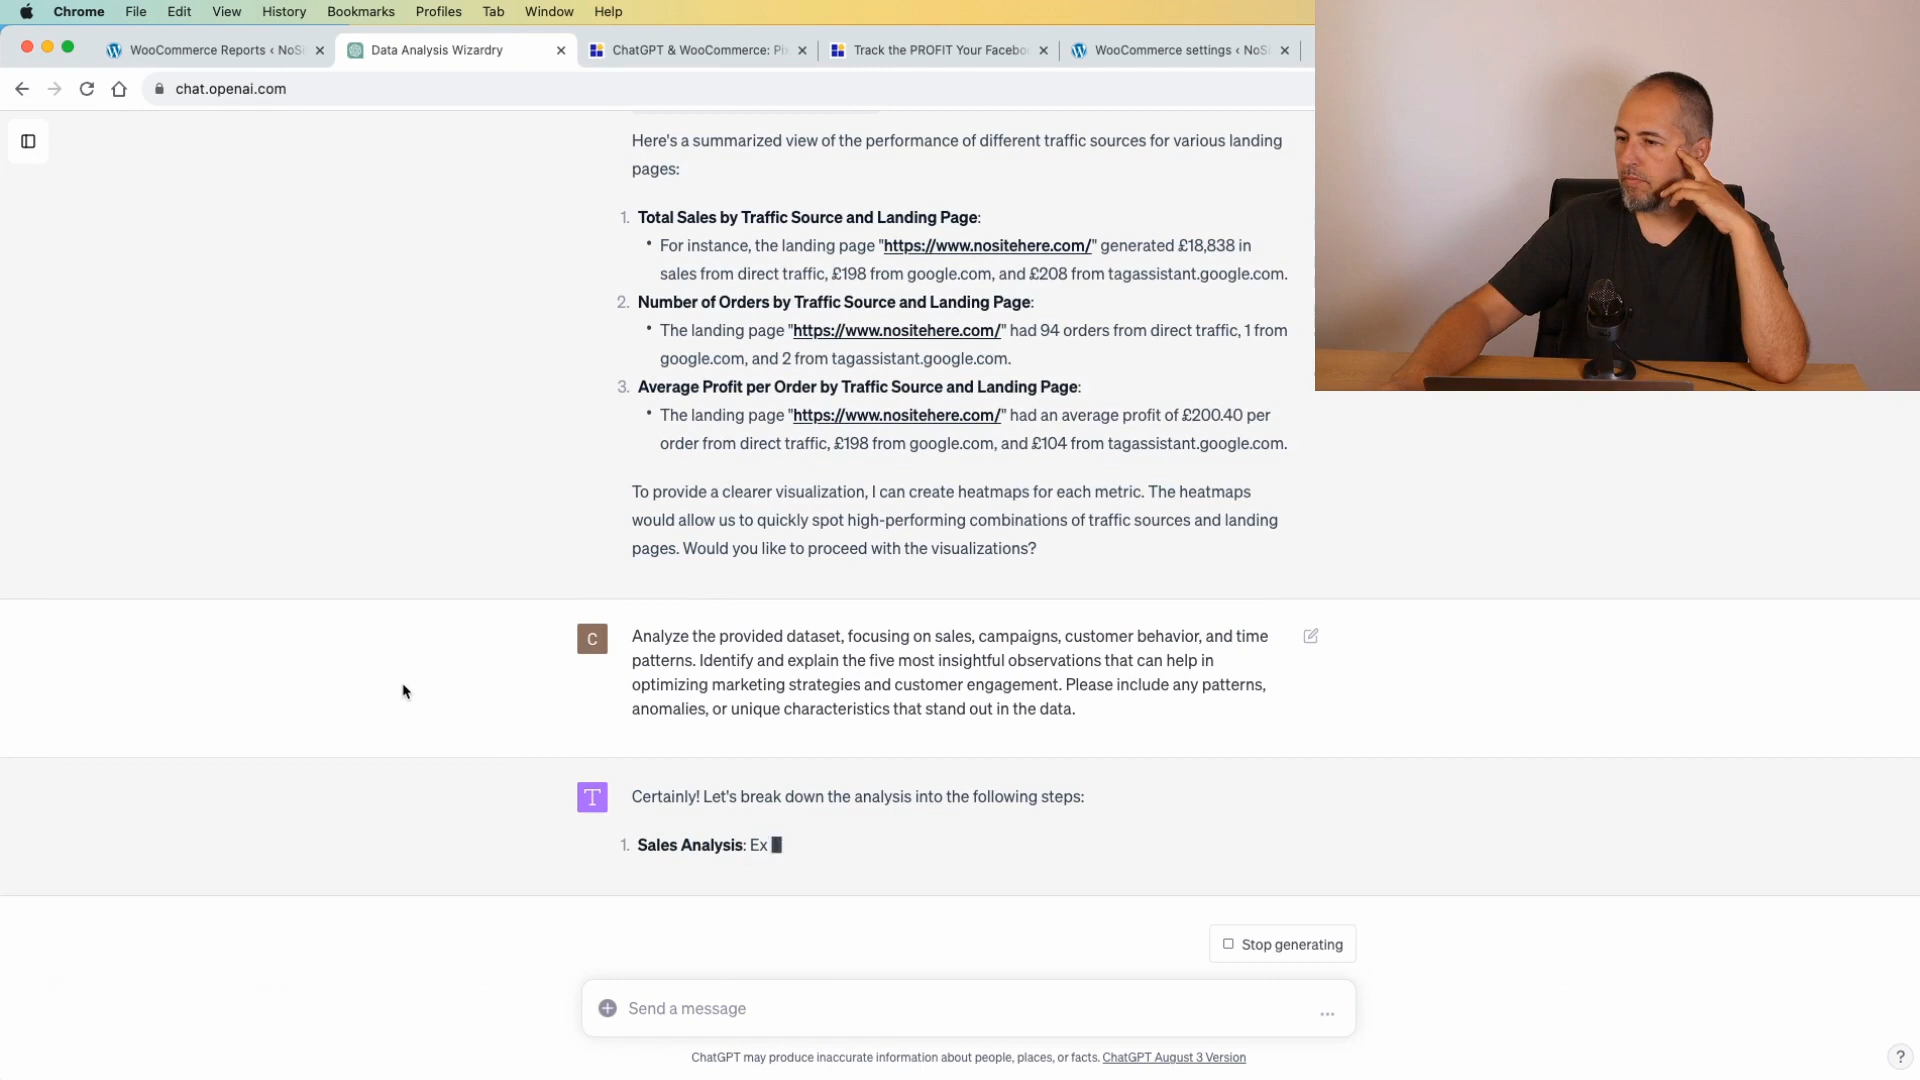 Chrome File Edit View History Bookmarks Profiles Tab Window Help
WooCommerce Reports ‹ NoSi
Data Analysis Wizardry
ChatGPT & WooCommerce: Pix
Track the PROFIT Your Facebo
WooCommerce settings ‹ NoSi
chat.openai.com
Here's a summarized view of the performance of different traffic sources for various landing
pages:
1. Total Sales by Traffic Source and Landing Page:
• For instance, the landing page "https://www.nositehere.com/" generated £18,838 in
sales from direct traffic, £198 from google.com, and £208 from tagassistant.google.com.
2. Number of Orders by Traffic Source and Landing Page:
• The landing page "https://www.nositehere.com/" had 94 orders from direct traffic, 1 from
google.com, and 2 from tagassistant.google.com.
3. Average Profit per Order by Traffic Source and Landing Page:
• The landing page "https://www.nositehere.com/" had an average profit of £200.40 per
order from direct traffic, £198 from google.com, and £104 from tagassistant.google.com.
To provide a clearer visualization, I can create heatmaps for each metric. The heatmaps
would allow us to quickly spot high-performing combinations of traffic sources and landing
pages. Would you like to proceed with the visualizations?
C
Analyze the provided dataset, focusing on sales, campaigns, customer behavior, and time
patterns. Identify and explain the five most insightful observations that can help in
optimizing marketing strategies and customer engagement. Please include any patterns,
anomalies, or unique characteristics that stand out in the data.
T
Certainly! Let's break down the analysis into the following steps:
1. Sales Analysis: Ex
Stop generating
Send a message
...
ChatGPT may produce inaccurate information about people, places, or facts. ChatGPT August 3 Version
?